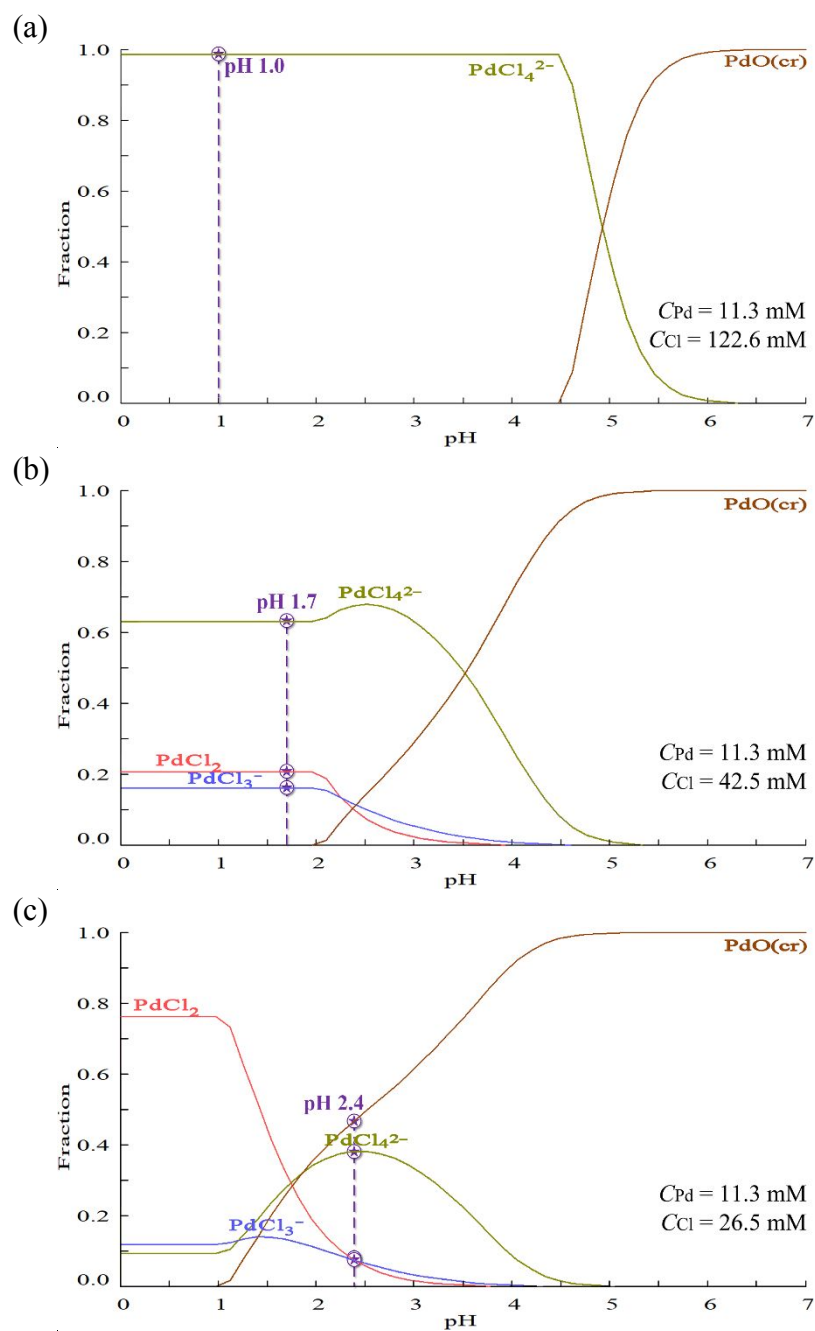 (a)
1.0
pH 1.0
PdCl₄²⁻
PdO(cr)
0.8
0.6
Fraction
0.4
CPd = 11.3 mM
0.2
CCl = 122.6 mM
0.0
0 1 2 3 4 5 6 7
pH
(b)
1.0
PdO(cr)
0.8
pH 1.7
PdCl₄²⁻
0.6
Fraction
0.4
PdCl₂
CPd = 11.3 mM
0.2
PdCl₃⁻
CCl = 42.5 mM
0.0
0 1 2 3 4 5 6 7
pH
(c)
1.0
PdO(cr)
0.8
PdCl₂
0.6
Fraction
pH 2.4
0.4
PdCl₄²⁻
CPd = 11.3 mM
0.2
PdCl₃⁻
CCl = 26.5 mM
0.0
0 1 2 3 4 5 6 7
pH